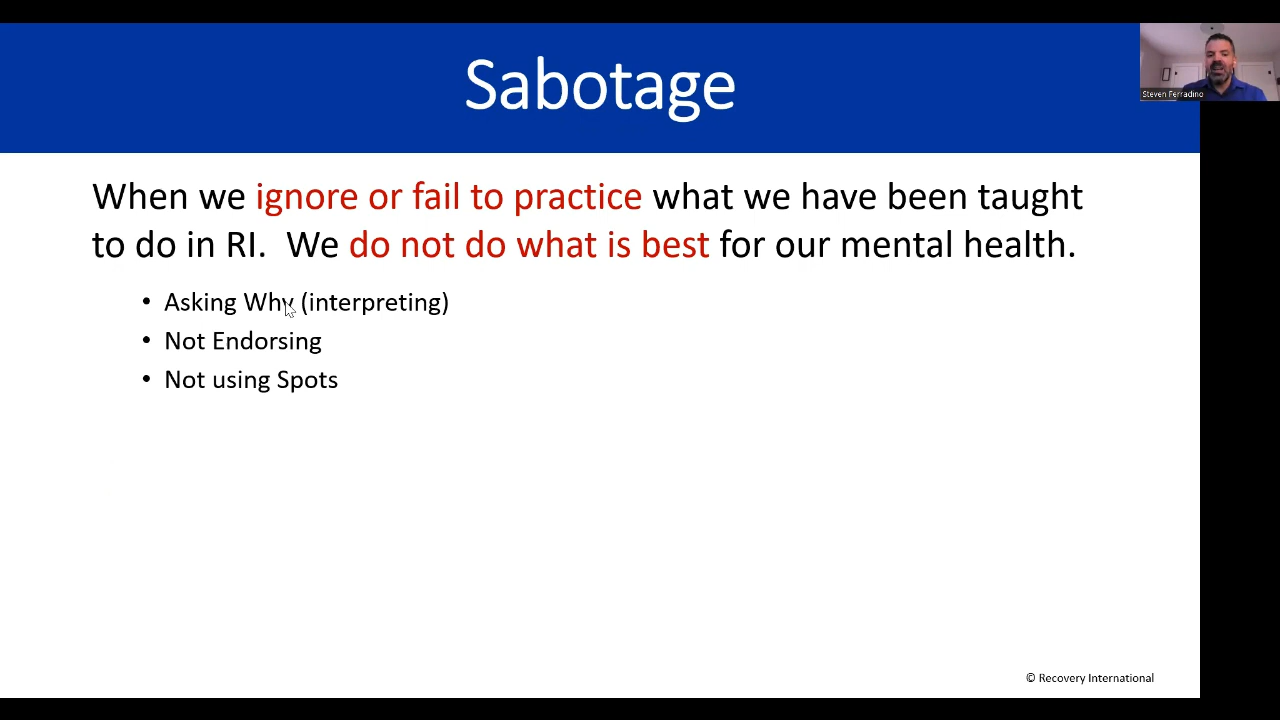 Sabotage
Steven Ferradino
When we ignore or fail to practice what we have been taught
to do in RI.  We do not do what is best for our mental health.
• Asking Why (interpreting)
• Not Endorsing
• Not using Spots
© Recovery International